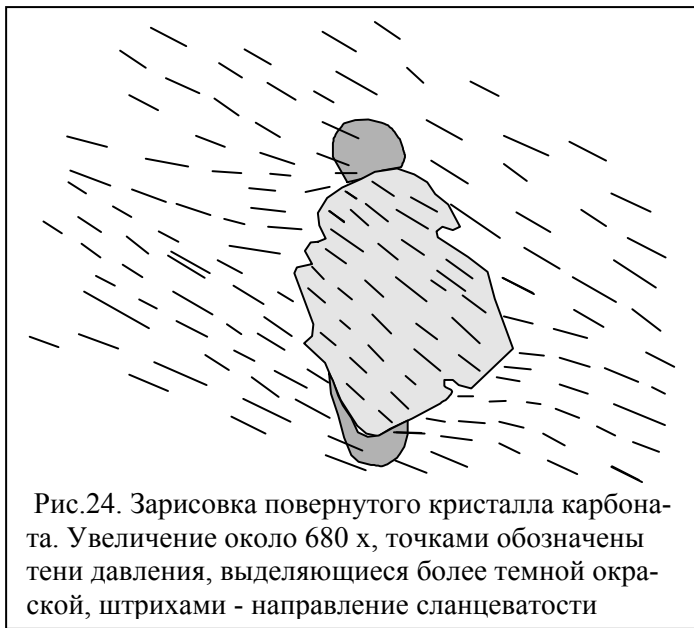 Рис.24. Зарисовка повернутого кристалла карбона-
та. Увеличение около 680 х, точками обозначены
тени давления, выделяющиеся более темной окра-
ской, штрихами - направление сланцеватости